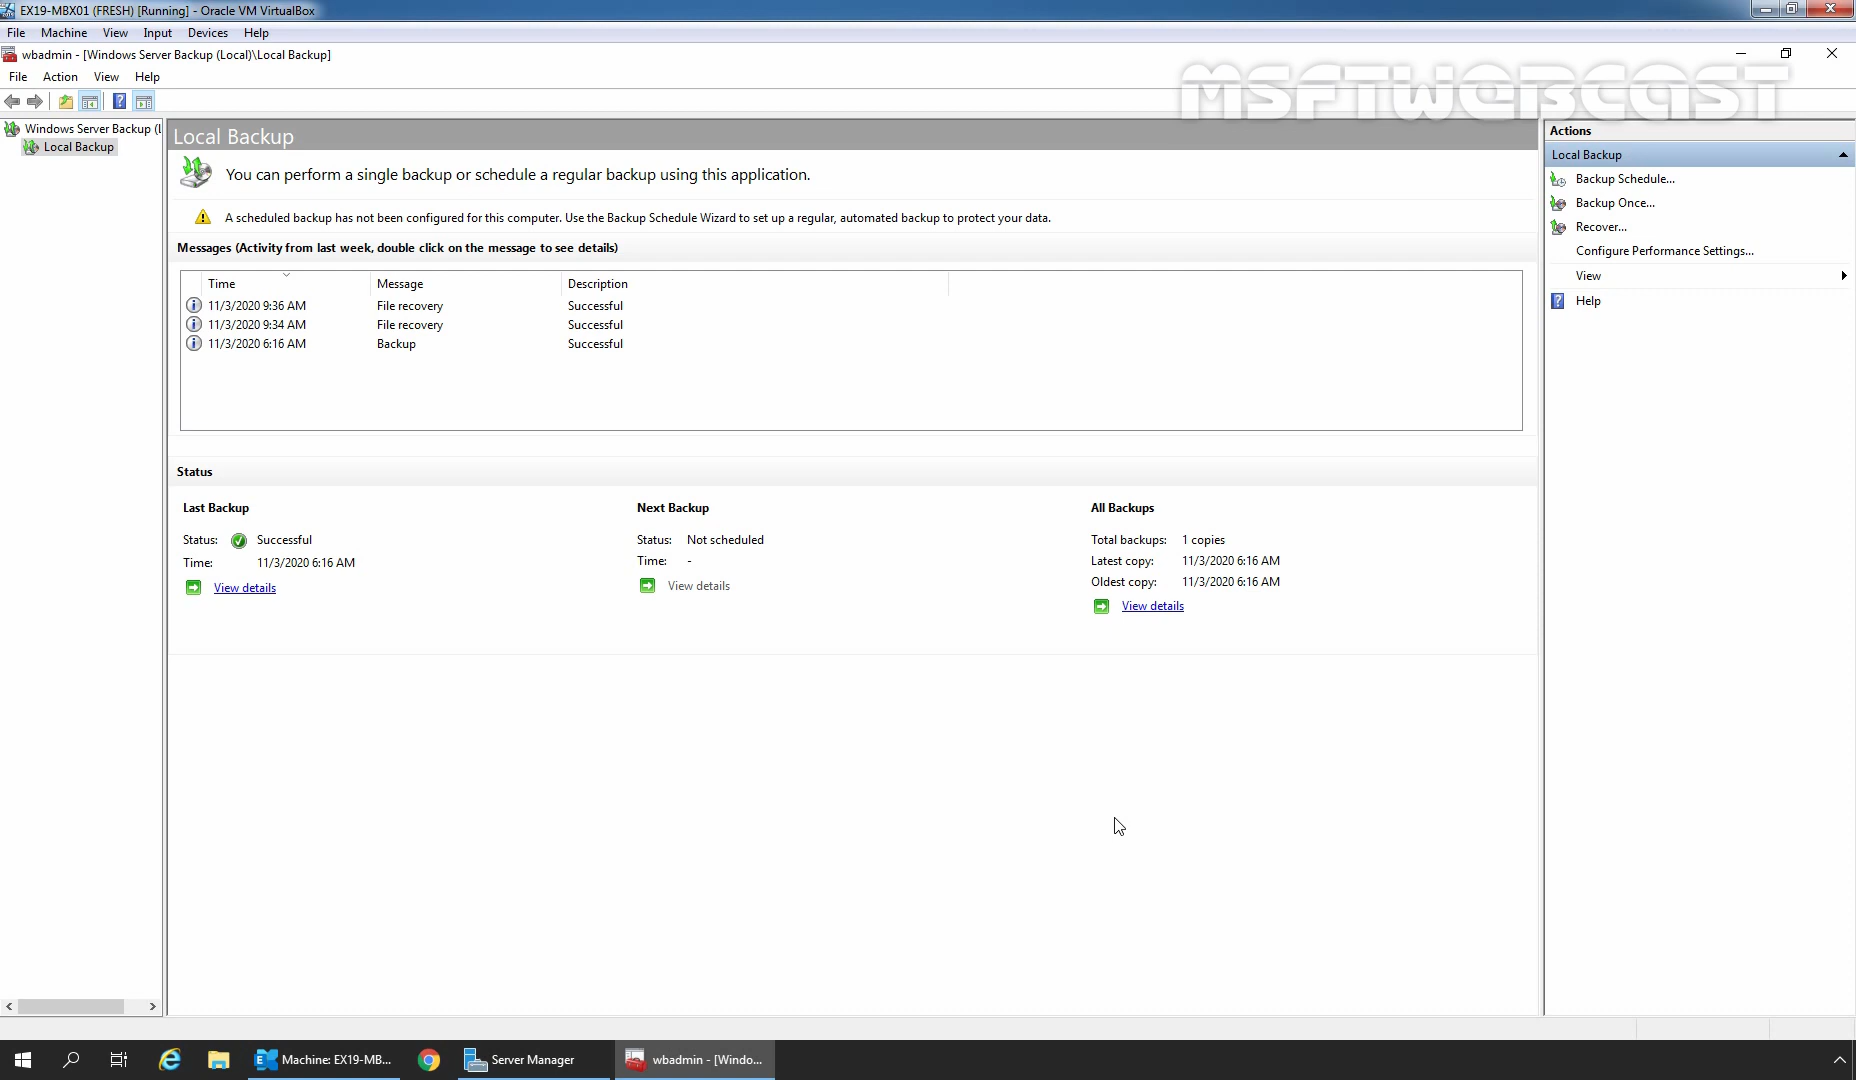 EX19-MBX01 (FRESH) [Running] - Oracle VM VirtualBox
File Machine View Input Devices Help
wbadmin - [Windows Server Backup (Local)\Local Backup]
File Action View Help
MSFTWEBCAST
Windows Server Backup (L
Local Backup
Local Backup
You can perform a single backup or schedule a regular backup using this application.
A scheduled backup has not been configured for this computer. Use the Backup Schedule Wizard to set up a regular, automated backup to protect your data.
Messages (Activity from last week, double click on the message to see details)
Time Message Description
11/3/2020 9:36 AM File recovery Successful
11/3/2020 9:34 AM File recovery Successful
11/3/2020 6:16 AM Backup Successful
Status
Last Backup
Status: Successful
Time: 11/3/2020 6:16 AM
View details
Next Backup
Status: Not scheduled
Time: -
View details
All Backups
Total backups: 1 copies
Latest copy: 11/3/2020 6:16 AM
Oldest copy: 11/3/2020 6:16 AM
View details
Actions
Local Backup
Backup Schedule...
Backup Once...
Recover...
Configure Performance Settings...
View
Help
Machine: EX19-MB... Server Manager wbadmin - [Windo...